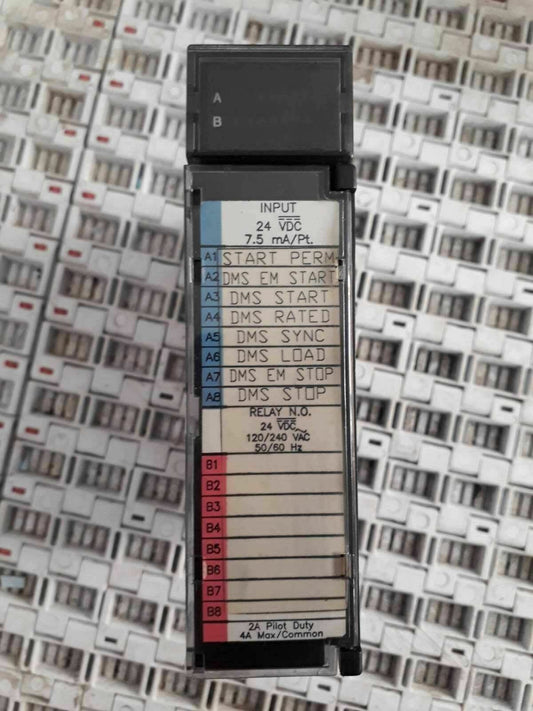 A
B
INPUT
24 VDC
7.5 mA/Pt.
A1 START PERM
A2 DMS EM START
A3 DMS START
A4 DMS RATED
A5 DMS SYNC
A6 DMS LOAD
A7 DMS EM STOP
A8 DMS STOP
RELAY N.O.
24 VDC,
120/240 VAC
50/60 Hz
B1
B2
B3
B4
B5
B6
B7
B8
2A Pilot Duty
4A Max/Common